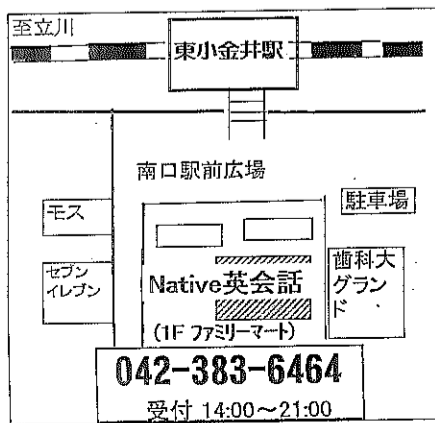 至立川
東小金井駅
南口駅前広場
駐車場
モス
セブン
イレブン
歯科大
グラン
ド
Native英会話
(1F ファミリーマート)
042-383-6464
受付 14:00～21:00